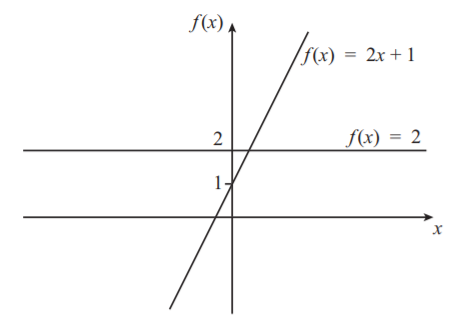 f(x)
f(x) = 2x + 1
2
f(x) = 2
1
x